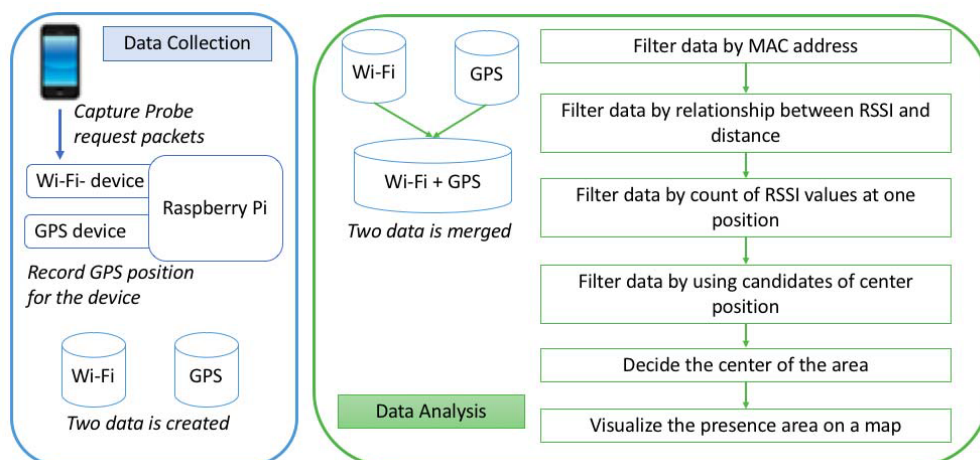 Data Collection
Capture Probe
request packets
Wi-Fi- device
Raspberry Pi
GPS device
Record GPS position
for the device
Wi-Fi
GPS
Two data is created
Wi-Fi
GPS
Wi-Fi + GPS
Two data is merged
Data Analysis
Filter data by MAC address
Filter data by relationship between RSSI and
distance
Filter data by count of RSSI values at one
position
Filter data by using candidates of center
position
Decide the center of the area
Visualize the presence area on a map